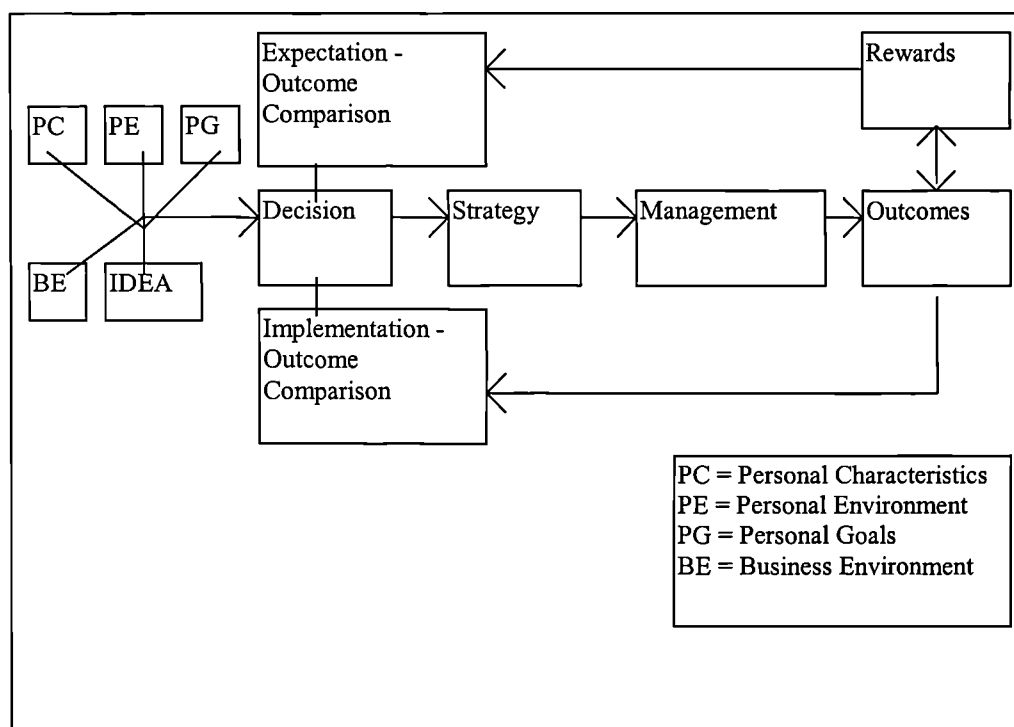 Expectation -
Outcome
Comparison
Rewards
PC
PE
PG
Decision
Strategy
Management
Outcomes
BE
IDEA
Implementation -
Outcome
Comparison
PC = Personal Characteristics
PE = Personal Environment
PG = Personal Goals
BE = Business Environment